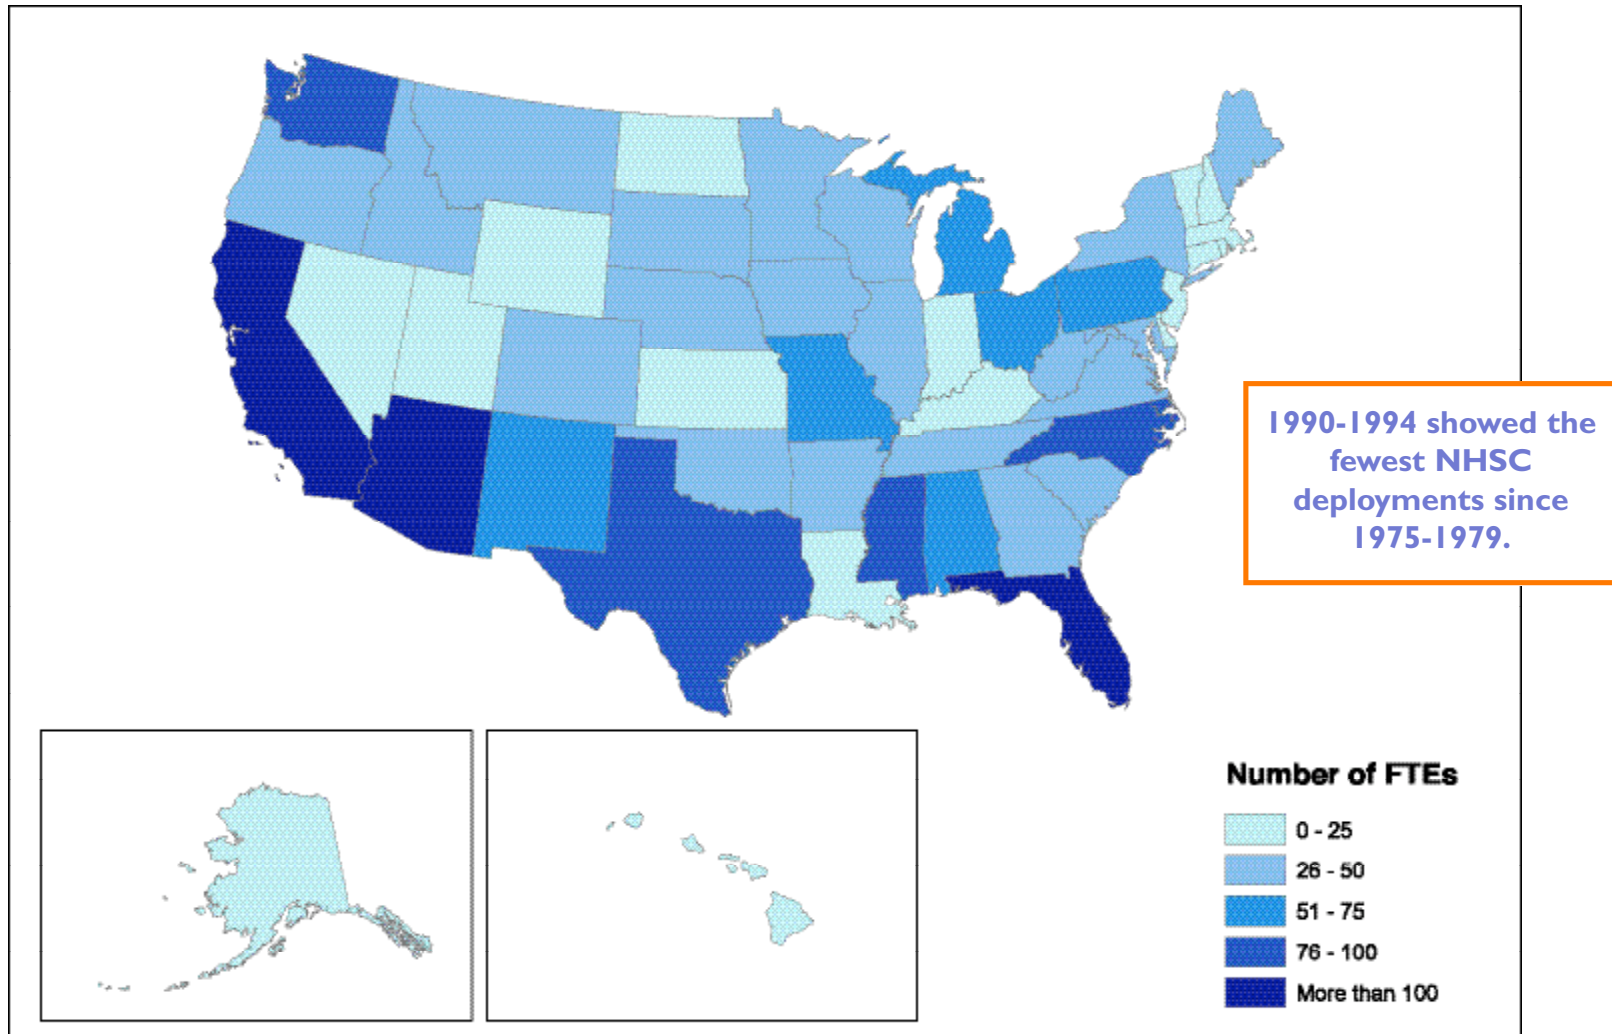 1990-1994 showed the
fewest NHSC
deployments since
1975-1979.
Number of FTEs
0 - 25
26 - 50
51 - 75
76 - 100
More than 100